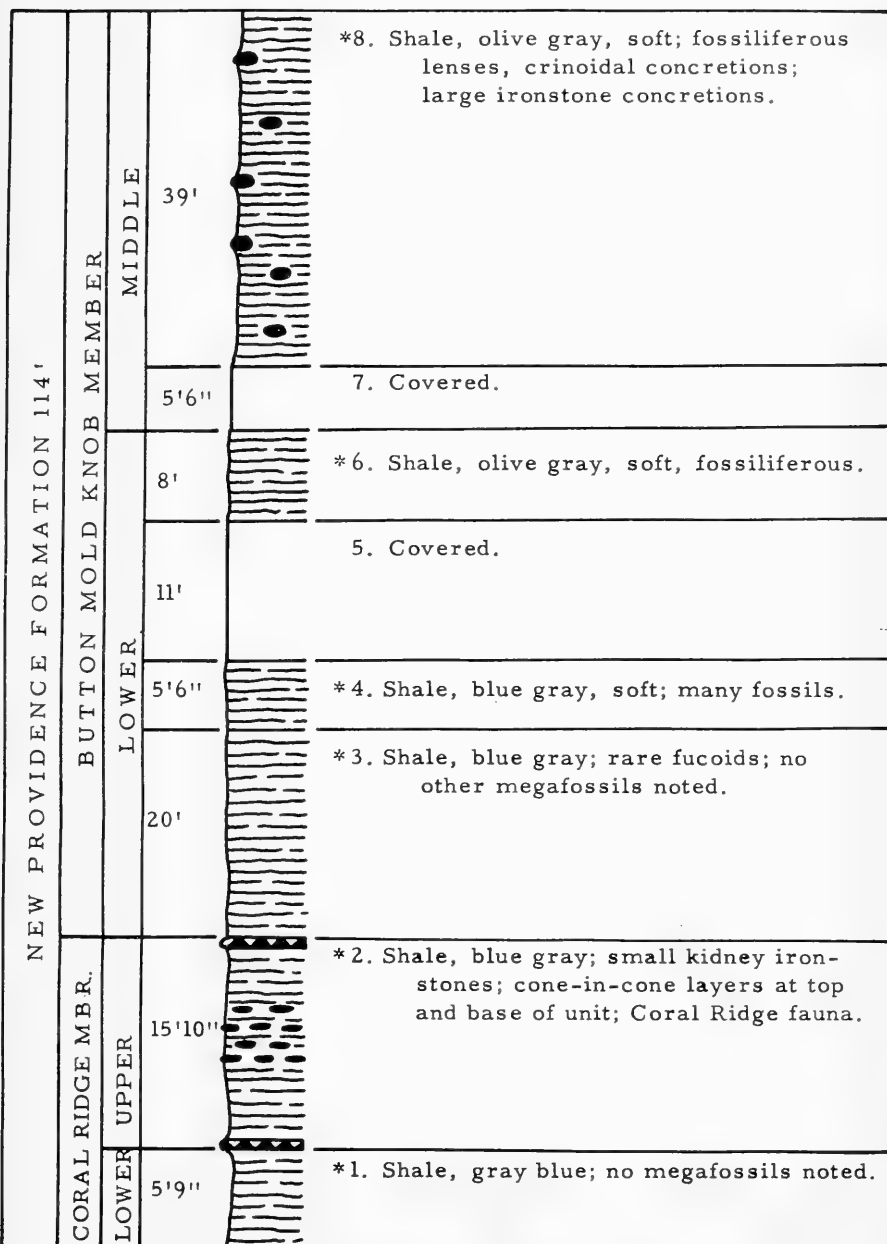 NEW PROVIDENCE FORMATION 114'
BUTTON MOLD KNOB MEMBER
CORAL RIDGE MBR.
MIDDLE
LOWER
UPPER
LOWER
39'
*8. Shale, olive gray, soft; fossiliferous
lenses, crinoidal concretions;
large ironstone concretions.
5'6"
7. Covered.
8'
*6. Shale, olive gray, soft, fossiliferous.
11'
5. Covered.
5'6"
*4. Shale, blue gray, soft; many fossils.
20'
*3. Shale, blue gray; rare fucoids; no
other megafossils noted.
15'10"
*2. Shale, blue gray; small kidney iron-
stones; cone-in-cone layers at top
and base of unit; Coral Ridge fauna.
5'9"
*1. Shale, gray blue; no megafossils noted.